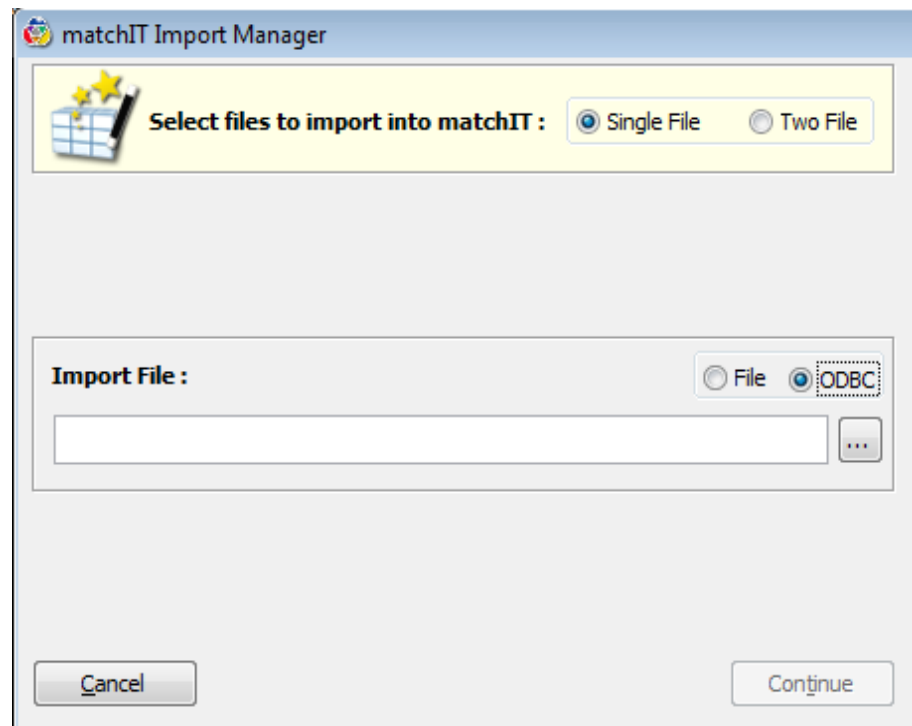 matchIT Import Manager
Select files to import into matchIT : Single File Two File
Import File : File ODBC
...
Cancel Continue